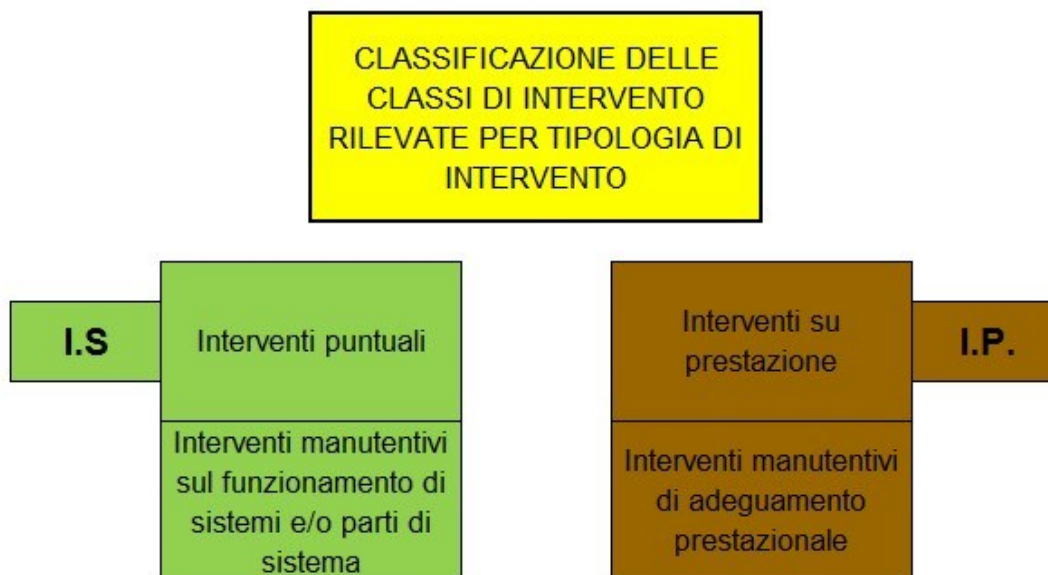 CLASSIFICAZIONE DELLE
CLASSI DI INTERVENTO
RILEVATE PER TIPOLOGIA DI
INTERVENTO
I.S
Interventi puntuali
Interventi manutentivi
sul funzionamento di
sistemi e/o parti di
sistema
Interventi su
prestazione
I.P.
Interventi manutentivi
di adeguamento
prestazionale